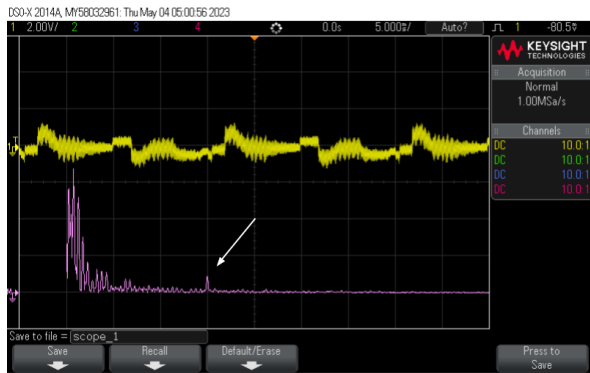 DSO-X 2014A, MY58032961: Thu May 04 05:00:56 2023
1 2.00V/ 2 3 4 0.0s 5.000s/ Auto? 1 -80.5V
KEYSIGHT
TECHNOLOGIES
Acquisition
Normal
1.00MSa/s
Channels
DC 10.0:1
DC 10.0:1
DC 10.0:1
DC 10.0:1
Save to file = scope_1
Save
Recall
Default/Erase
Press to
Save